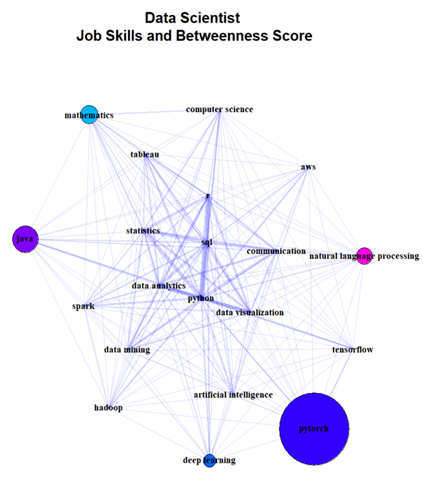 Data Scientist
Job Skills and Betweenness Score
computer science
mathematics
tableau
aws
r
statistics
java
sql
communication
natural language processing
data analytics
python
spark
data visualization
data mining
tensorflow
artificial intelligence
hadoop
pytorch
deep learning